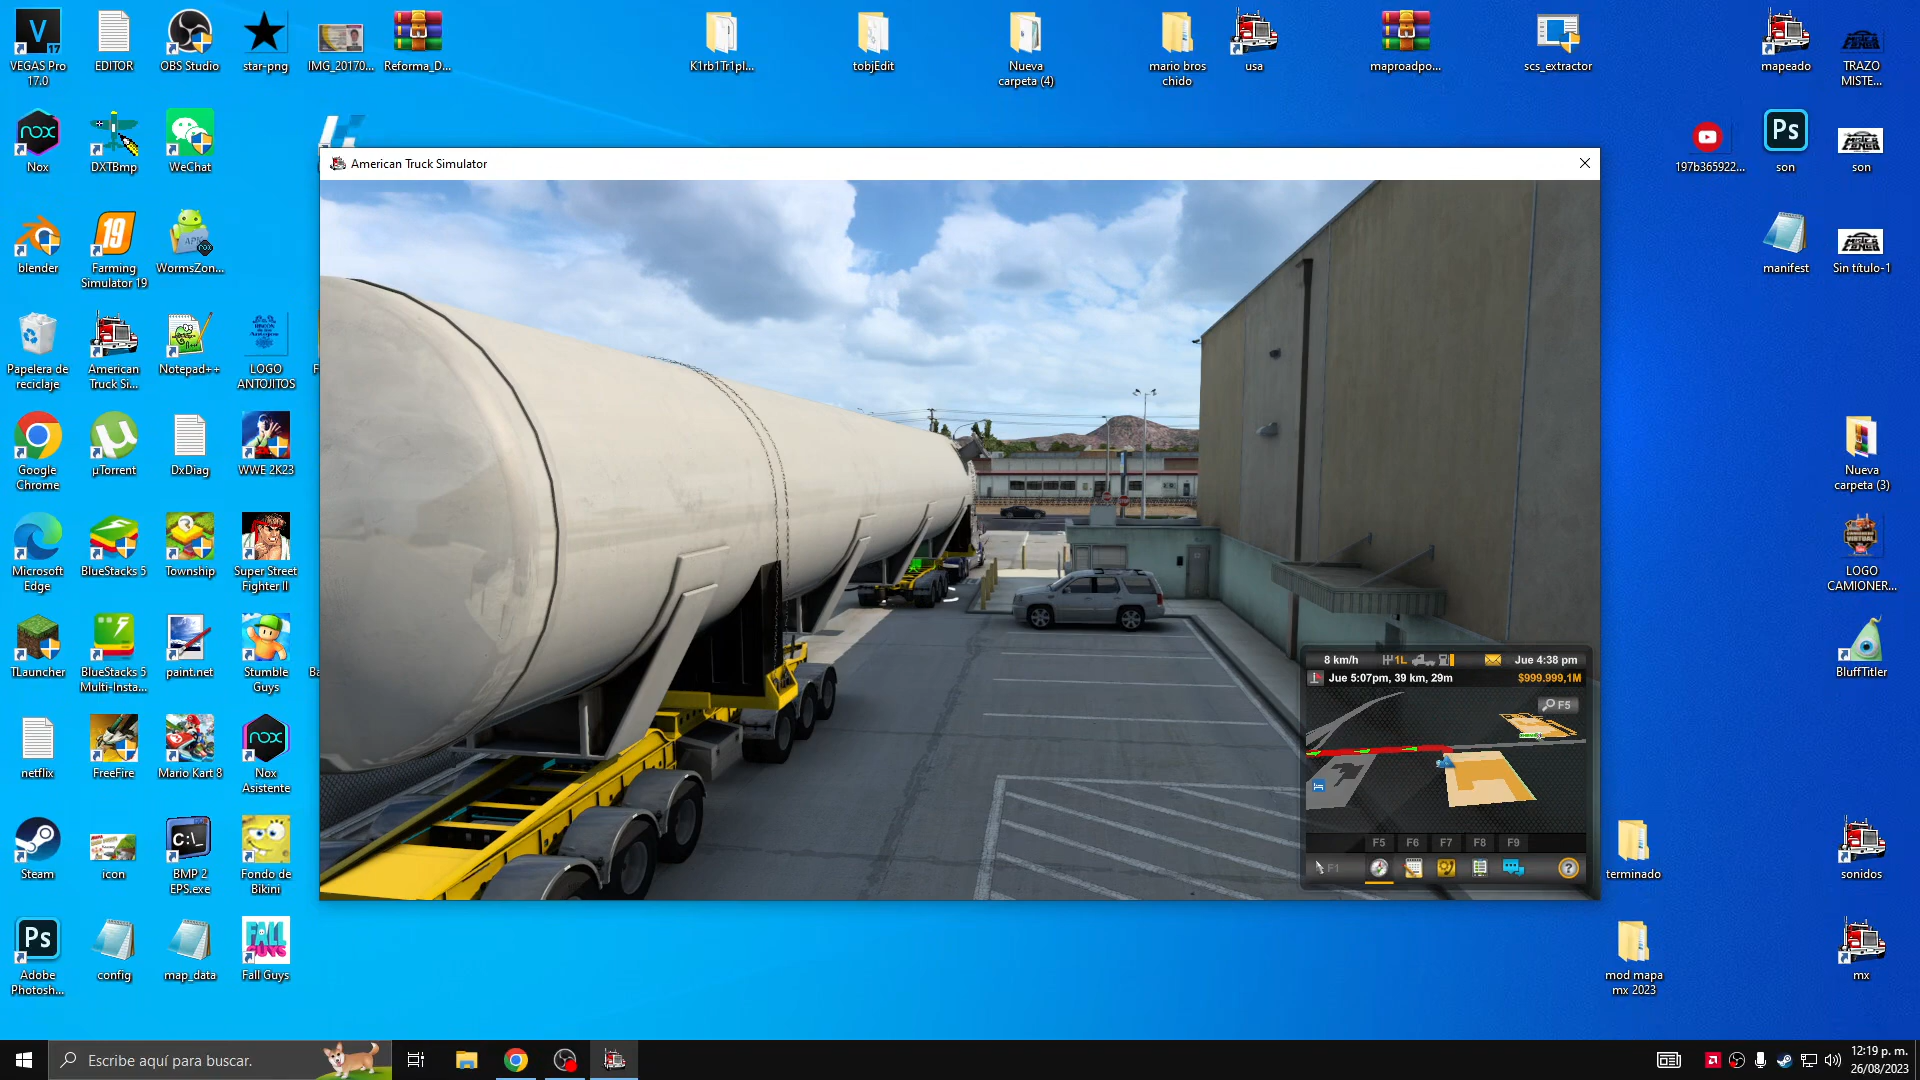 VEGAS Pro
17.0
EDITOR
OBS Studio
star-png
IMG_20170...
Reforma_D...
K1rb1Tr1pl...
tobjEdit
Nueva
carpeta (4)
mario bros
chido
usa
maproadpo...
scs_extractor
mapeado
TRAZO
MISTE...
Nox
DXTBmp
WeChat
197b365922...
son
son
blender
Farming
Simulator 19
WormsZon...
manifest
Sin título-1
Papelera de
reciclaje
American
Truck Si...
Notepad++
LOGO
ANTOJITOS
Google
Chrome
µTorrent
DxDiag
WWE 2K23
Nueva
carpeta (3)
Microsoft
Edge
BlueStacks 5
Township
Super Street
Fighter II
LOGO
CAMIONER...
TLauncher
BlueStacks 5
Multi-Insta...
paint.net
Stumble
Guys
BluffTitler
netflix
FreeFire
Mario Kart 8
Nox
Asistente
Steam
icon
BMP 2
EPS.exe
Fondo de
Bikini
terminado
sonidos
Adobe
Photosh...
config
map_data
Fall Guys
mod mapa
mx 2023
mx
American Truck Simulator
8 km/h
1L
Jue 4:38 pm
Jue 5:07pm, 39 km, 29m
$999.999,1M
F5
F5 F6 F7 F8 F9
F1
Escribe aquí para buscar.
12:19 p. m.
26/08/2023